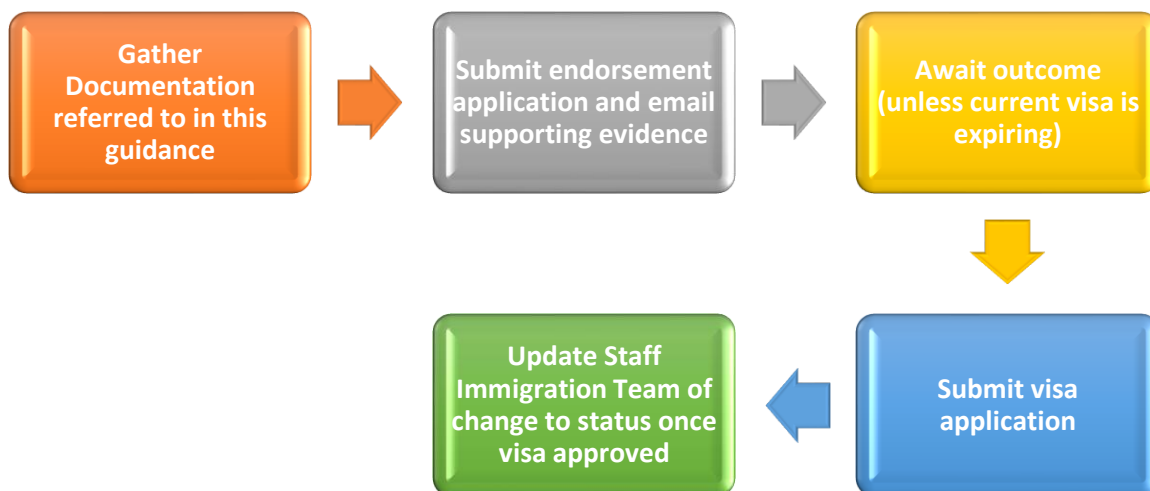 Gather
Documentation
referred to in this
guidance
Submit endorsement
application and email
supporting evidence
Await outcome
(unless current visa is
expiring)
Submit visa
application
Update Staff
Immigration Team of
change to status once
visa approved